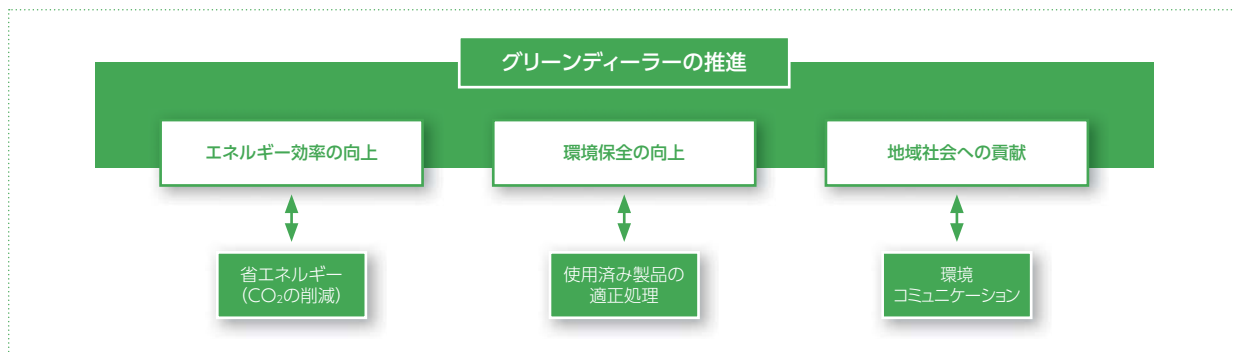 グリーンディーラーの推進
エネルギー効率の向上
環境保全の向上
地域社会への貢献
省エネルギー
(CO₂の削減)
使用済み製品の
適正処理
環境
コミュニケーション